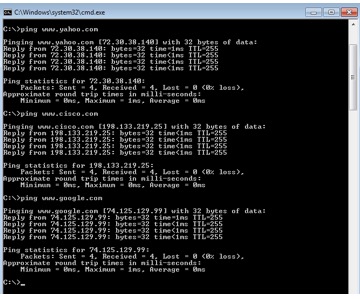 C:\Windows\system32\cmd.exe
C:\>ping www.yahoo.com
Pinging www.yahoo.com [72.30.38.140] with 32 bytes of data:
Reply from 72.30.38.140: bytes=32 time=1ms TTL=255
Reply from 72.30.38.140: bytes=32 time<1ms TTL=255
Reply from 72.30.38.140: bytes=32 time<1ms TTL=255
Reply from 72.30.38.140: bytes=32 time<1ms TTL=255
Ping statistics for 72.30.38.140:
Packets: Sent = 4, Received = 4, Lost = 0 (0% loss),
Approximate round trip times in milli-seconds:
Minimum = 0ms, Maximum = 1ms, Average = 0ms
C:\>ping www.cisco.com
Pinging www.cisco.com [198.133.219.25] with 32 bytes of data:
Reply from 198.133.219.25: bytes=32 time<1ms TTL=255
Reply from 198.133.219.25: bytes=32 time<1ms TTL=255
Reply from 198.133.219.25: bytes=32 time<1ms TTL=255
Reply from 198.133.219.25: bytes=32 time<1ms TTL=255
Ping statistics for 198.133.219.25:
Packets: Sent = 4, Received = 4, Lost = 0 (0% loss),
Approximate round trip times in milli-seconds:
Minimum = 0ms, Maximum = 0ms, Average = 0ms
C:\>ping www.google.com
Pinging www.google.com [74.125.129.99] with 32 bytes of data:
Reply from 74.125.129.99: bytes=32 time=1ms TTL=255
Reply from 74.125.129.99: bytes=32 time<1ms TTL=255
Reply from 74.125.129.99: bytes=32 time<1ms TTL=255
Reply from 74.125.129.99: bytes=32 time<1ms TTL=255
Ping statistics for 74.125.129.99:
Packets: Sent = 4, Received = 4, Lost = 0 (0% loss),
Approximate round trip times in milli-seconds:
Minimum = 0ms, Maximum = 1ms, Average = 0ms
C:\>_